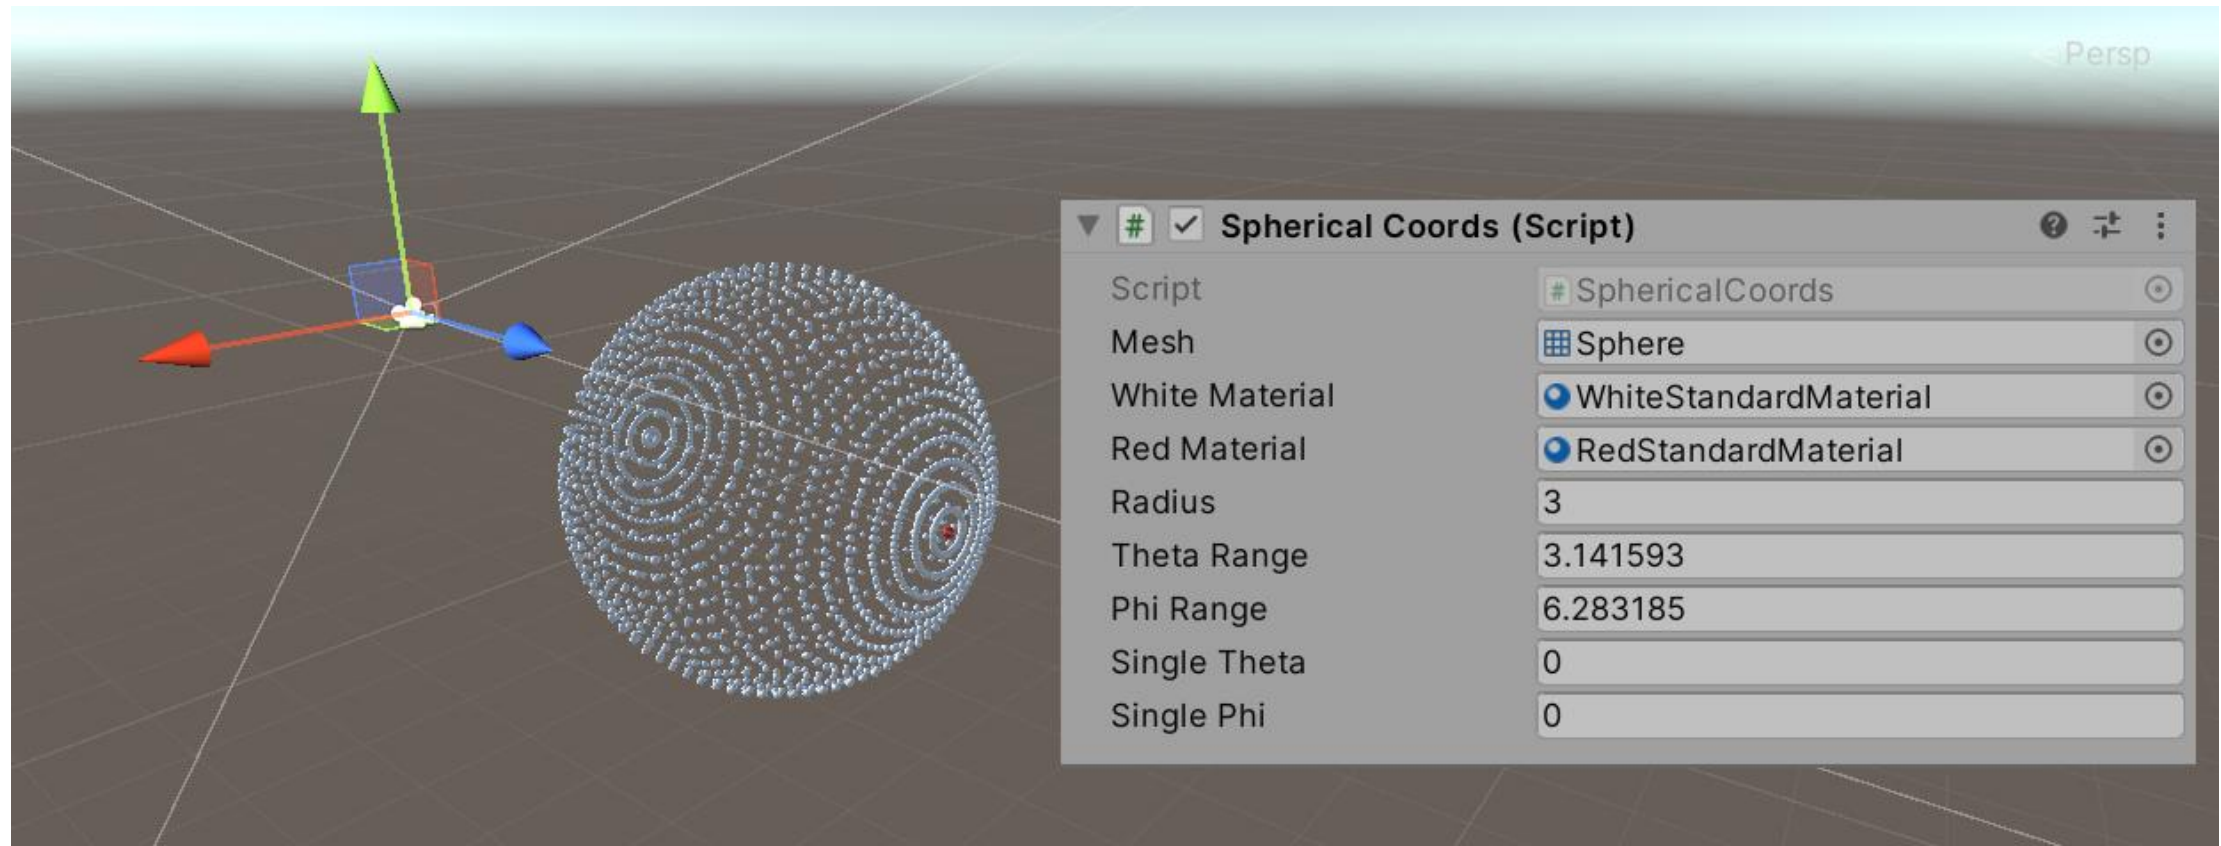 < Persp
# Spherical Coords (Script)
Script # SphericalCoords
Mesh Sphere
White Material WhiteStandardMaterial
Red Material RedStandardMaterial
Radius 3
Theta Range 3.141593
Phi Range 6.283185
Single Theta 0
Single Phi 0